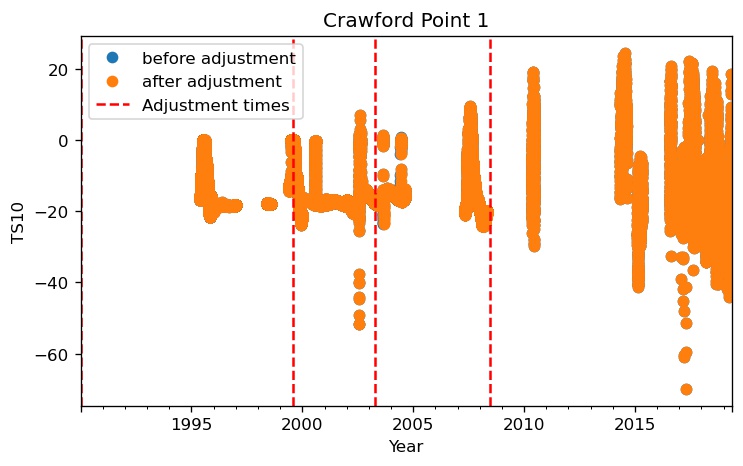 Crawford Point 1
before adjustment
after adjustment
Adjustment times
TS10
20
0
−20
−40
−60
1995
2000
2005
2010
2015
Year